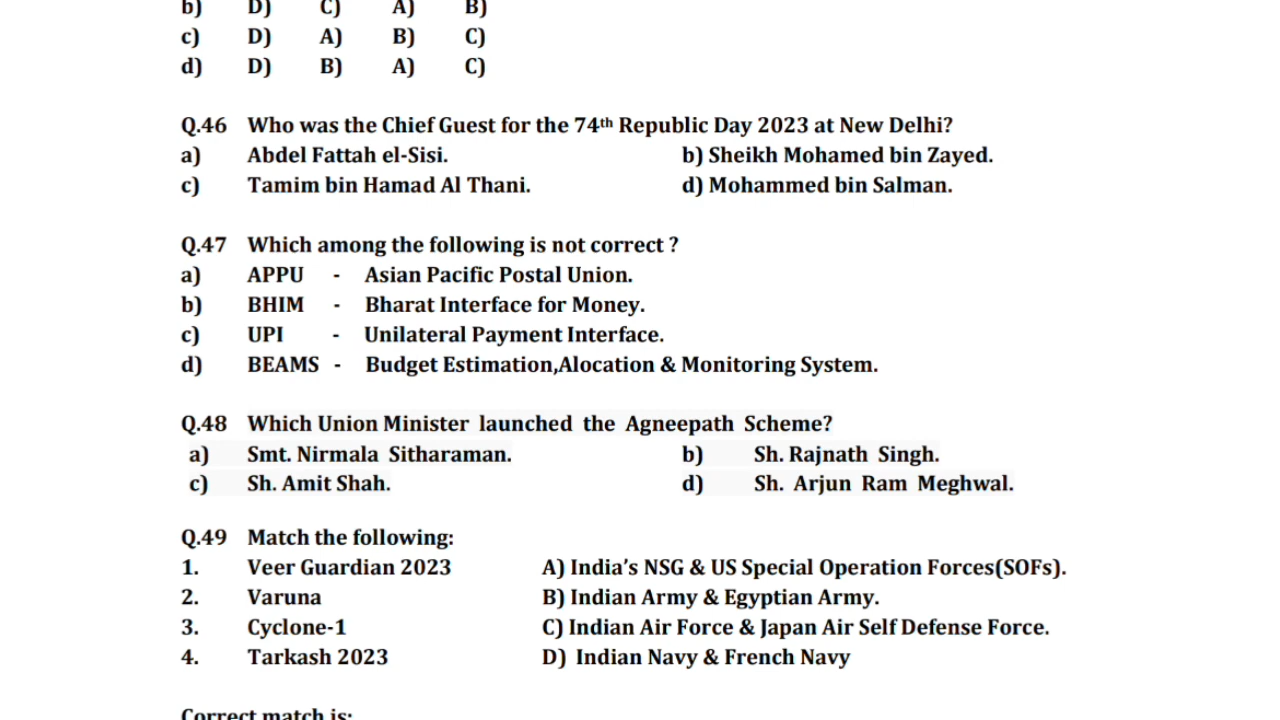 b) D) C) A) B)
c) D) A) B) C)
d) D) B) A) C)
Q.46 Who was the Chief Guest for the 74th Republic Day 2023 at New Delhi?
a) Abdel Fattah el-Sisi. b) Sheikh Mohamed bin Zayed.
c) Tamim bin Hamad Al Thani. d) Mohammed bin Salman.
Q.47 Which among the following is not correct ?
a) APPU - Asian Pacific Postal Union.
b) BHIM - Bharat Interface for Money.
c) UPI - Unilateral Payment Interface.
d) BEAMS - Budget Estimation,Alocation & Monitoring System.
Q.48 Which Union Minister launched the Agneepath Scheme?
a) Smt. Nirmala Sitharaman. b) Sh. Rajnath Singh.
c) Sh. Amit Shah. d) Sh. Arjun Ram Meghwal.
Q.49 Match the following:
1. Veer Guardian 2023 A) India's NSG & US Special Operation Forces(SOFs).
2. Varuna B) Indian Army & Egyptian Army.
3. Cyclone-1 C) Indian Air Force & Japan Air Self Defense Force.
4. Tarkash 2023 D) Indian Navy & French Navy
Correct match is: